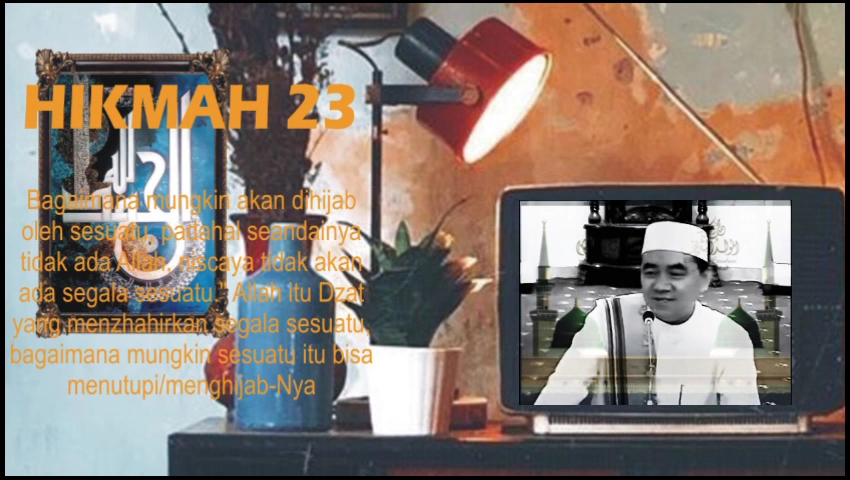 HIKMAH 23
Bagaimana mungkin akan dihijab
oleh sesuatu, padahal seandainya
tidak ada Allah, niscaya tidak akan
ada segala sesuatu." Allah itu Dzat
yang menzhahirkan segala sesuatu,
bagaimana mungkin sesuatu itu bisa
menutupi/menghijab-Nya